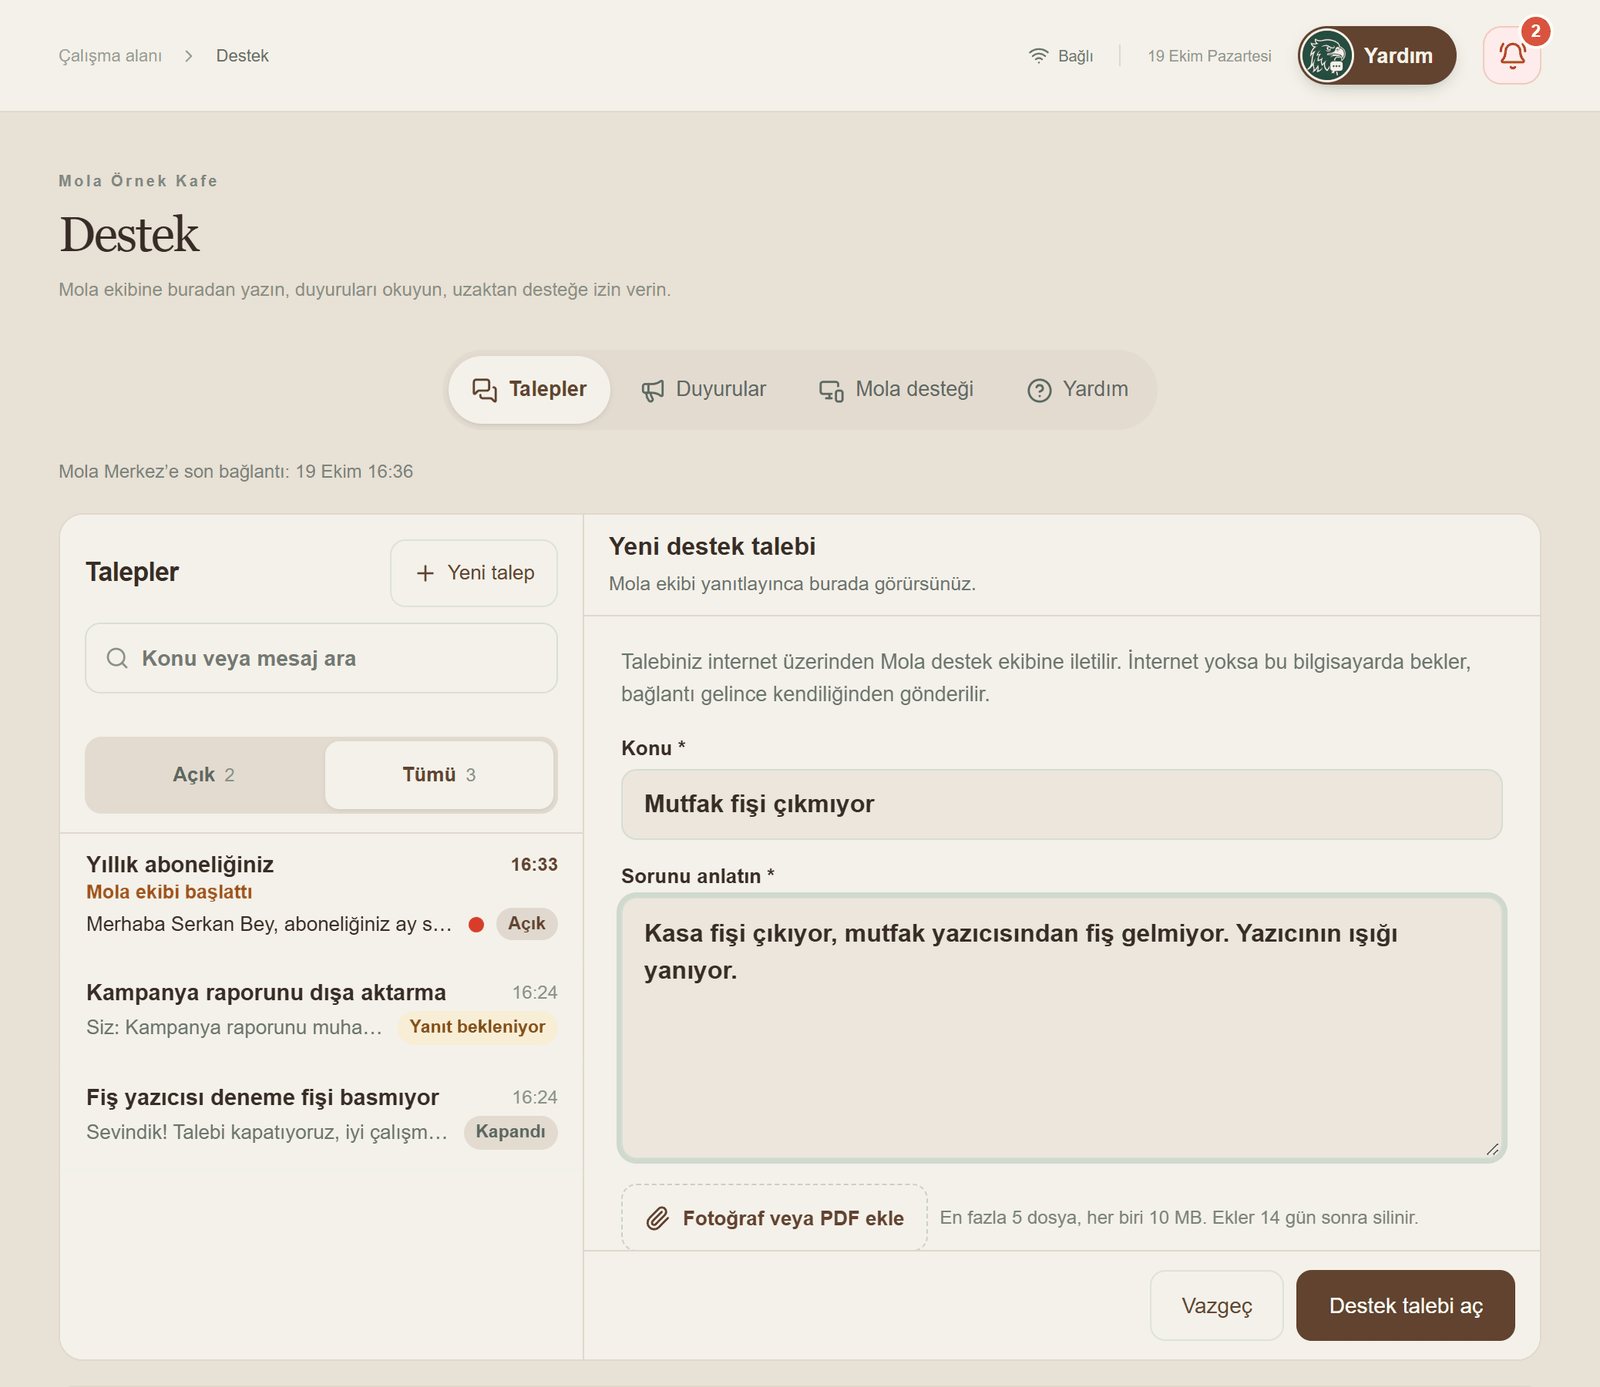 Çalışma alanı > Destek
Bağlı
19 Ekim Pazartesi
Yardım
2
Mola Örnek Kafe
Destek
Mola ekibine buradan yazın, duyuruları okuyun, uzaktan desteğe izin verin.
Talepler
Duyurular
Mola desteği
Yardım
Mola Merkez'e son bağlantı: 19 Ekim 16:36
Talepler
+ Yeni talep
Konu veya mesaj ara
Açık 2
Tümü 3
Yıllık aboneliğiniz 16:33
Mola ekibi başlattı
Merhaba Serkan Bey, aboneliğiniz ay s… Açık
Kampanya raporunu dışa aktarma 16:24
Siz: Kampanya raporunu muha… Yanıt bekleniyor
Fiş yazıcısı deneme fişi basmıyor 16:24
Sevindik! Talebi kapatıyoruz, iyi çalışm… Kapandı
Yeni destek talebi
Mola ekibi yanıtlayınca burada görürsünüz.
Talebiniz internet üzerinden Mola destek ekibine iletilir. İnternet yoksa bu bilgisayarda bekler,
bağlantı gelince kendiliğinden gönderilir.
Konu *
Mutfak fişi çıkmıyor
Sorunu anlatın *
Kasa fişi çıkıyor, mutfak yazıcısından fiş gelmiyor. Yazıcının ışığı
yanıyor.
Fotoğraf veya PDF ekle
En fazla 5 dosya, her biri 10 MB. Ekler 14 gün sonra silinir.
Vazgeç
Destek talebi aç